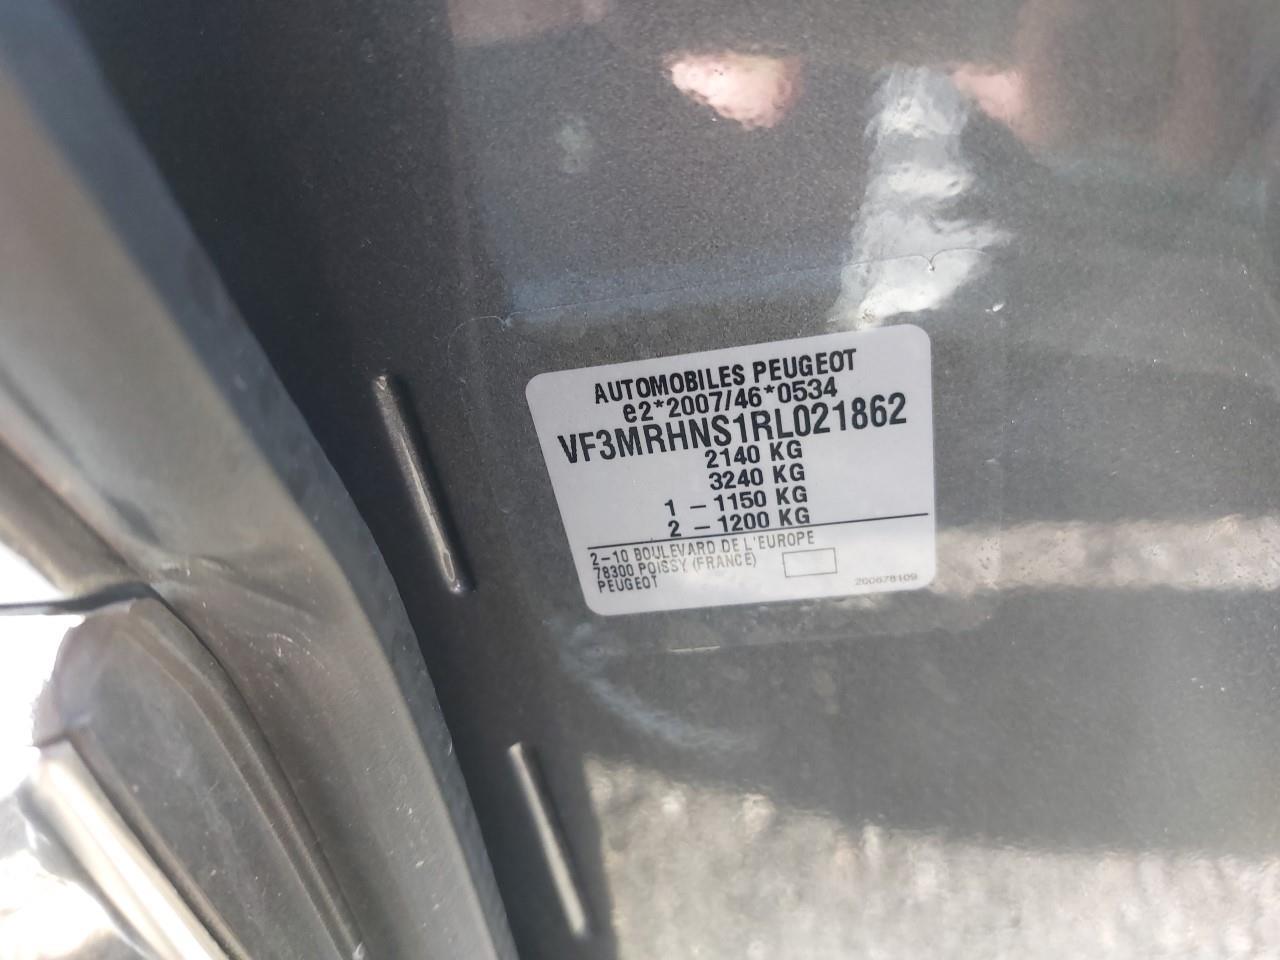 AUTOMOBILES PEUGEOT
e2*2007/46*0534
VF3MRHNS1RL021862
2140 KG
3240 KG
1 - 1150 KG
2 - 1200 KG
2-10 BOULEVARD DE L'EUROPE
78300 POISSY (FRANCE)
PEUGEOT
200678109